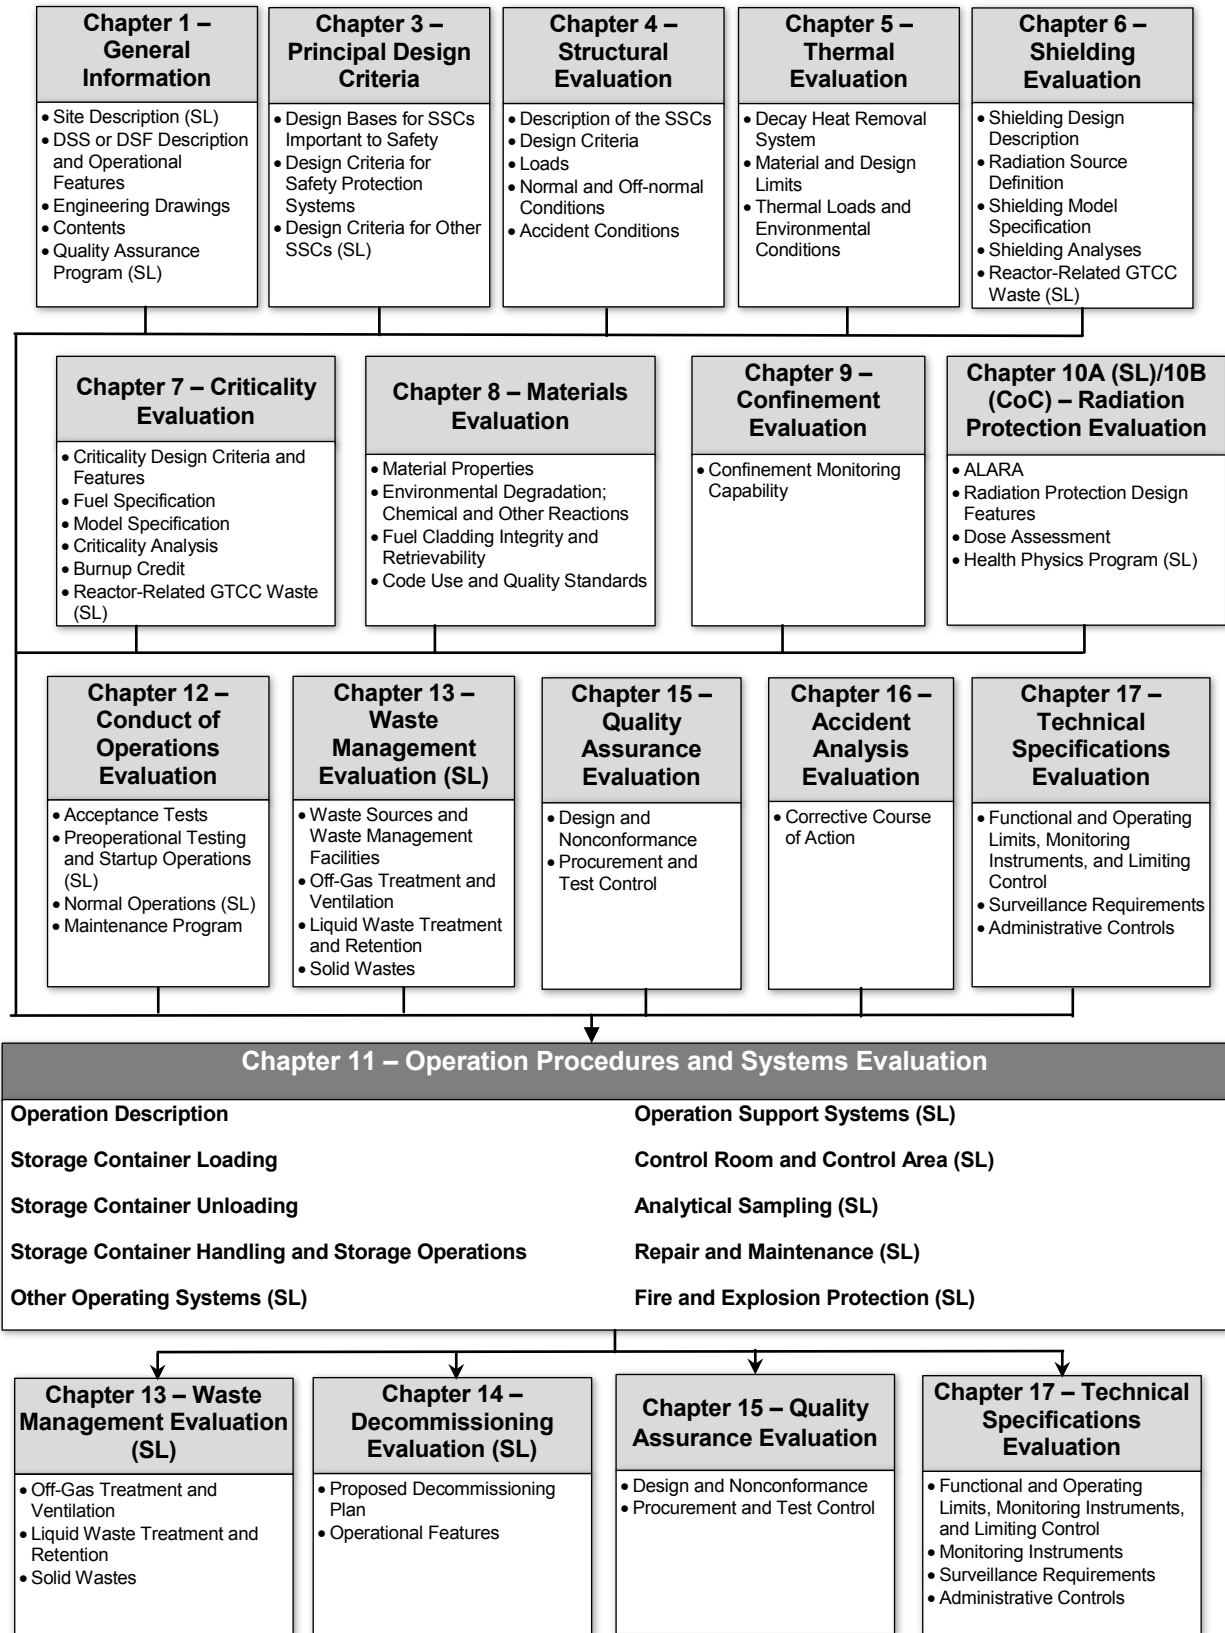 Chapter 1 –
General
Information
• Site Description (SL)
• DSS or DSF Description
and Operational
Features
• Engineering Drawings
• Contents
• Quality Assurance
Program (SL)
Chapter 3 –
Principal Design
Criteria
• Design Bases for SSCs
Important to Safety
• Design Criteria for
Safety Protection
Systems
• Design Criteria for Other
SSCs (SL)
Chapter 4 –
Structural
Evaluation
• Description of the SSCs
• Design Criteria
• Loads
• Normal and Off-normal
Conditions
• Accident Conditions
Chapter 5 –
Thermal
Evaluation
• Decay Heat Removal
System
• Material and Design
Limits
• Thermal Loads and
Environmental
Conditions
Chapter 6 –
Shielding
Evaluation
• Shielding Design
Description
• Radiation Source
Definition
• Shielding Model
Specification
• Shielding Analyses
• Reactor-Related GTCC
Waste (SL)
Chapter 7 – Criticality
Evaluation
• Criticality Design Criteria and
Features
• Fuel Specification
• Model Specification
• Criticality Analysis
• Burnup Credit
• Reactor-Related GTCC Waste
(SL)
Chapter 8 – Materials
Evaluation
• Material Properties
• Environmental Degradation;
Chemical and Other Reactions
• Fuel Cladding Integrity and
Retrievability
• Code Use and Quality Standards
Chapter 9 –
Confinement
Evaluation
• Confinement Monitoring
Capability
Chapter 10A (SL)/10B
(CoC) – Radiation
Protection Evaluation
• ALARA
• Radiation Protection Design
Features
• Dose Assessment
• Health Physics Program (SL)
Chapter 12 –
Conduct of
Operations
Evaluation
• Acceptance Tests
• Preoperational Testing
and Startup Operations
(SL)
• Normal Operations (SL)
• Maintenance Program
Chapter 13 –
Waste
Management
Evaluation (SL)
• Waste Sources and
Waste Management
Facilities
• Off-Gas Treatment and
Ventilation
• Liquid Waste Treatment
and Retention
• Solid Wastes
Chapter 15 –
Quality
Assurance
Evaluation
• Design and
Nonconformance
• Procurement and
Test Control
Chapter 16 –
Accident
Analysis
Evaluation
• Corrective Course
of Action
Chapter 17 –
Technical
Specifications
Evaluation
• Functional and Operating
Limits, Monitoring
Instruments, and Limiting
Control
• Surveillance Requirements
• Administrative Controls
Chapter 11 – Operation Procedures and Systems Evaluation
Operation Description
Storage Container Loading
Storage Container Unloading
Storage Container Handling and Storage Operations
Other Operating Systems (SL)
Operation Support Systems (SL)
Control Room and Control Area (SL)
Analytical Sampling (SL)
Repair and Maintenance (SL)
Fire and Explosion Protection (SL)
Chapter 13 – Waste
Management Evaluation
(SL)
• Off-Gas Treatment and
Ventilation
• Liquid Waste Treatment and
Retention
• Solid Wastes
Chapter 14 –
Decommissioning
Evaluation (SL)
• Proposed Decommissioning
Plan
• Operational Features
Chapter 15 – Quality
Assurance Evaluation
• Design and Nonconformance
• Procurement and Test Control
Chapter 17 – Technical
Specifications
Evaluation
• Functional and Operating
Limits, Monitoring Instruments,
and Limiting Control
• Monitoring Instruments
• Surveillance Requirements
• Administrative Controls